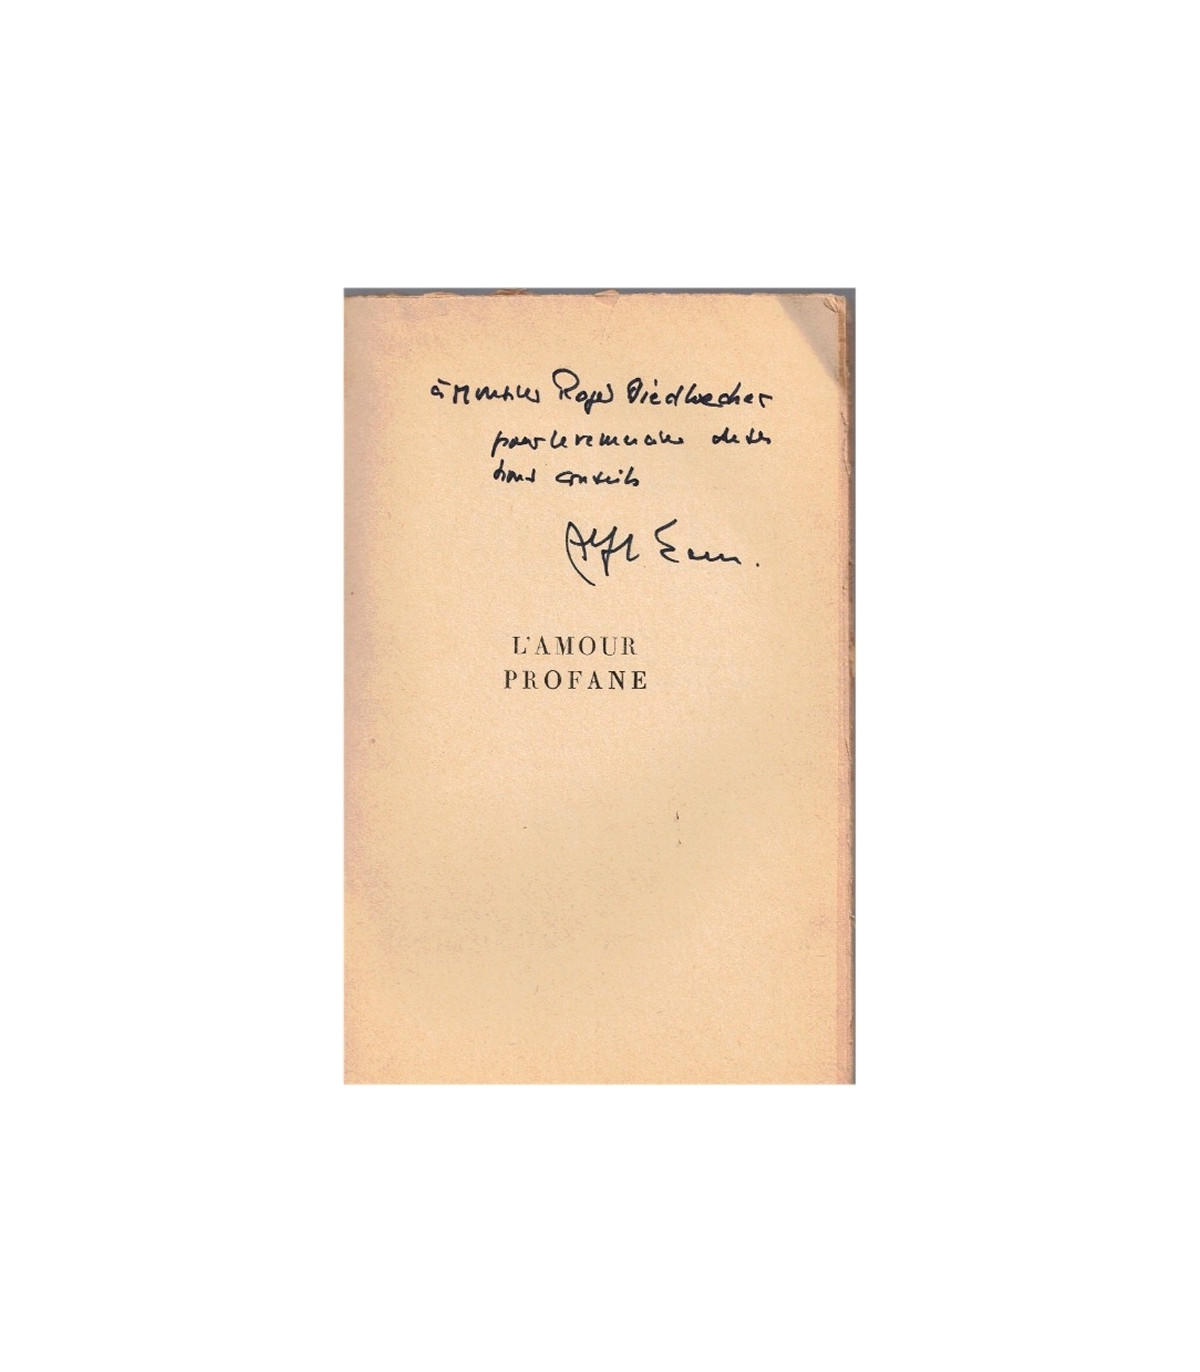 à Monsieur Roger
pour le remercier de ses
bons conseils
L'AMOUR
PROFANE